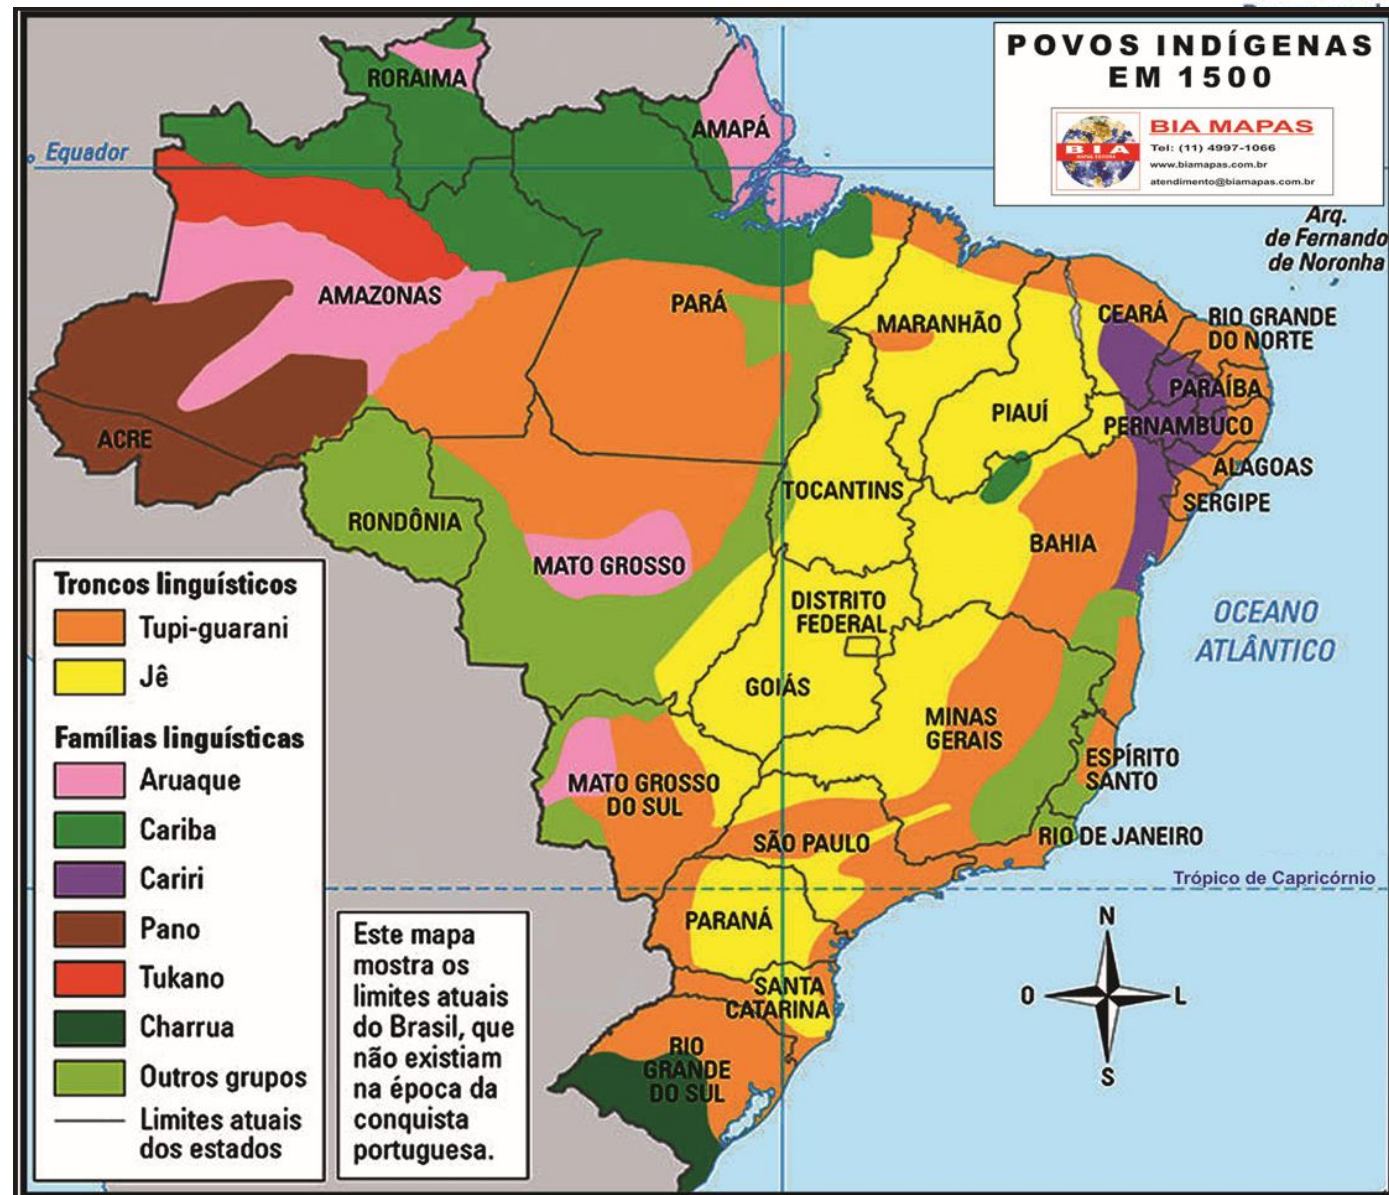 POVOS INDÍGENAS
EM 1500
BIA
BIA MAPAS
Tel: (11) 4997-1066
www.biamapas.com.br
atendimento@biamapas.com.br
RORAIMA
AMAPÁ
Equador
Arq.
de Fernando
de Noronha
AMAZONAS
PARÁ
MARANHÃO
CEARÁ
RIO GRANDE
DO NORTE
PARAÍBA
PIAUÍ
PERNAMBUCO
ACRE
ALAGOAS
TOCANTINS
SERGIPE
RONDÔNIA
BAHIA
MATO GROSSO
DISTRITO
FEDERAL
OCEANO
ATLÂNTICO
GOIÁS
MINAS
GERAIS
ESPÍRITO
SANTO
MATO GROSSO
DO SUL
SÃO PAULO
RIO DE JANEIRO
Trópico de Capricórnio
PARANÁ
SANTA
CATARINA
RIO
GRANDE
DO SUL
N
O
L
S
Troncos linguísticos
Tupi-guarani
Jê
Famílias linguísticas
Aruaque
Cariba
Cariri
Pano
Tukano
Charrua
Outros grupos
Limites atuais
dos estados
Este mapa
mostra os
limites atuais
do Brasil, que
não existiam
na época da
conquista
portuguesa.